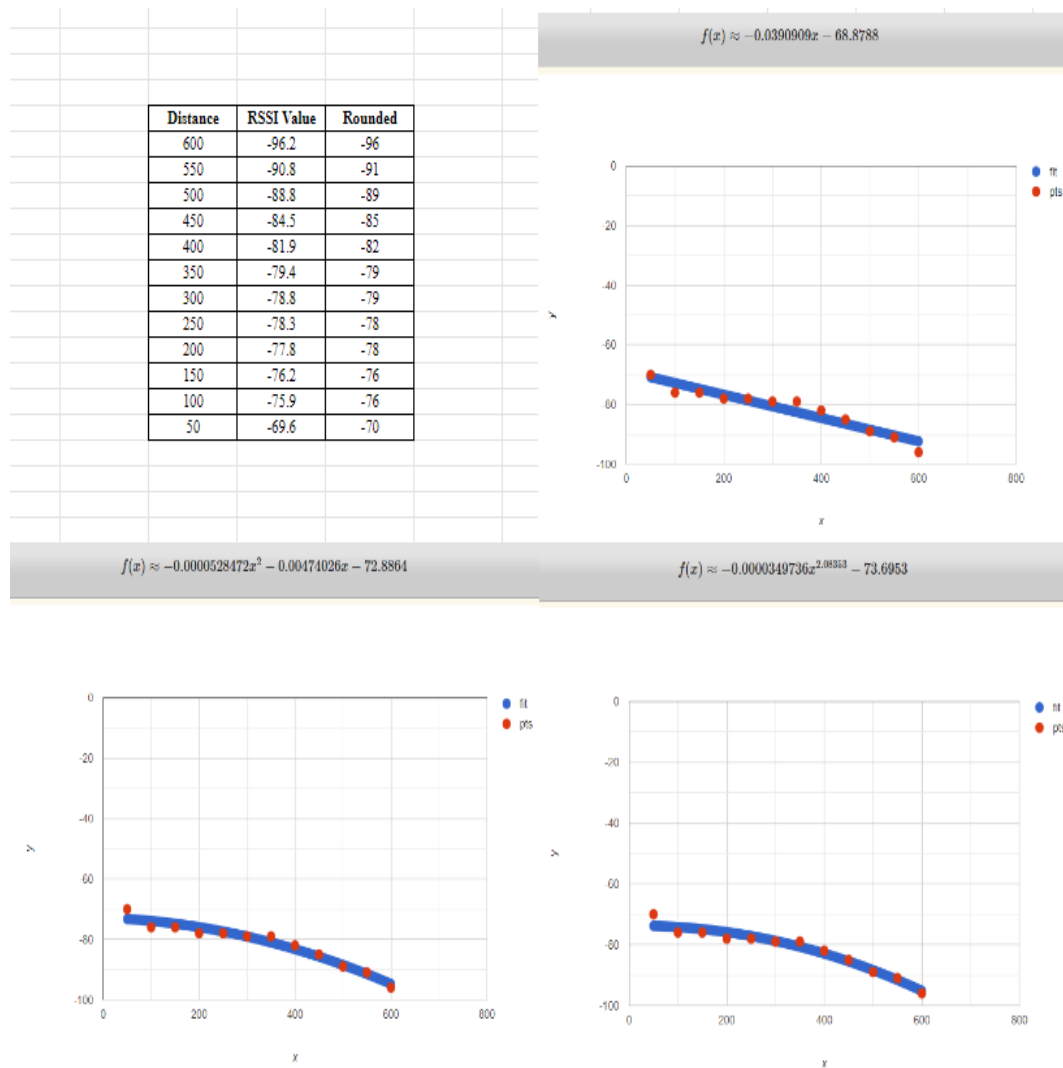 Distance RSSI Value Rounded
600 -96.2 -96
550 -90.8 -91
500 -88.8 -89
450 -84.5 -85
400 -81.9 -82
350 -79.4 -79
300 -78.8 -79
250 -78.3 -78
200 -77.8 -78
150 -76.2 -76
100 -75.9 -76
50 -69.6 -70
f(x) ≈ −0.0390909x − 68.8788
0
20
-40
-60
-80
-100
y
0 200 400 600 800
x
fit
pts
f(x) ≈ −0.0000528472x² − 0.00474026x − 72.8864
0
-20
-40
-60
-80
-100
y
0 200 400 600 800
x
fit
pts
f(x) ≈ −0.0000349736x^2.08353 − 73.6953
0
-20
-40
-60
-80
-100
y
0 200 400 600 800
x
fit
pts